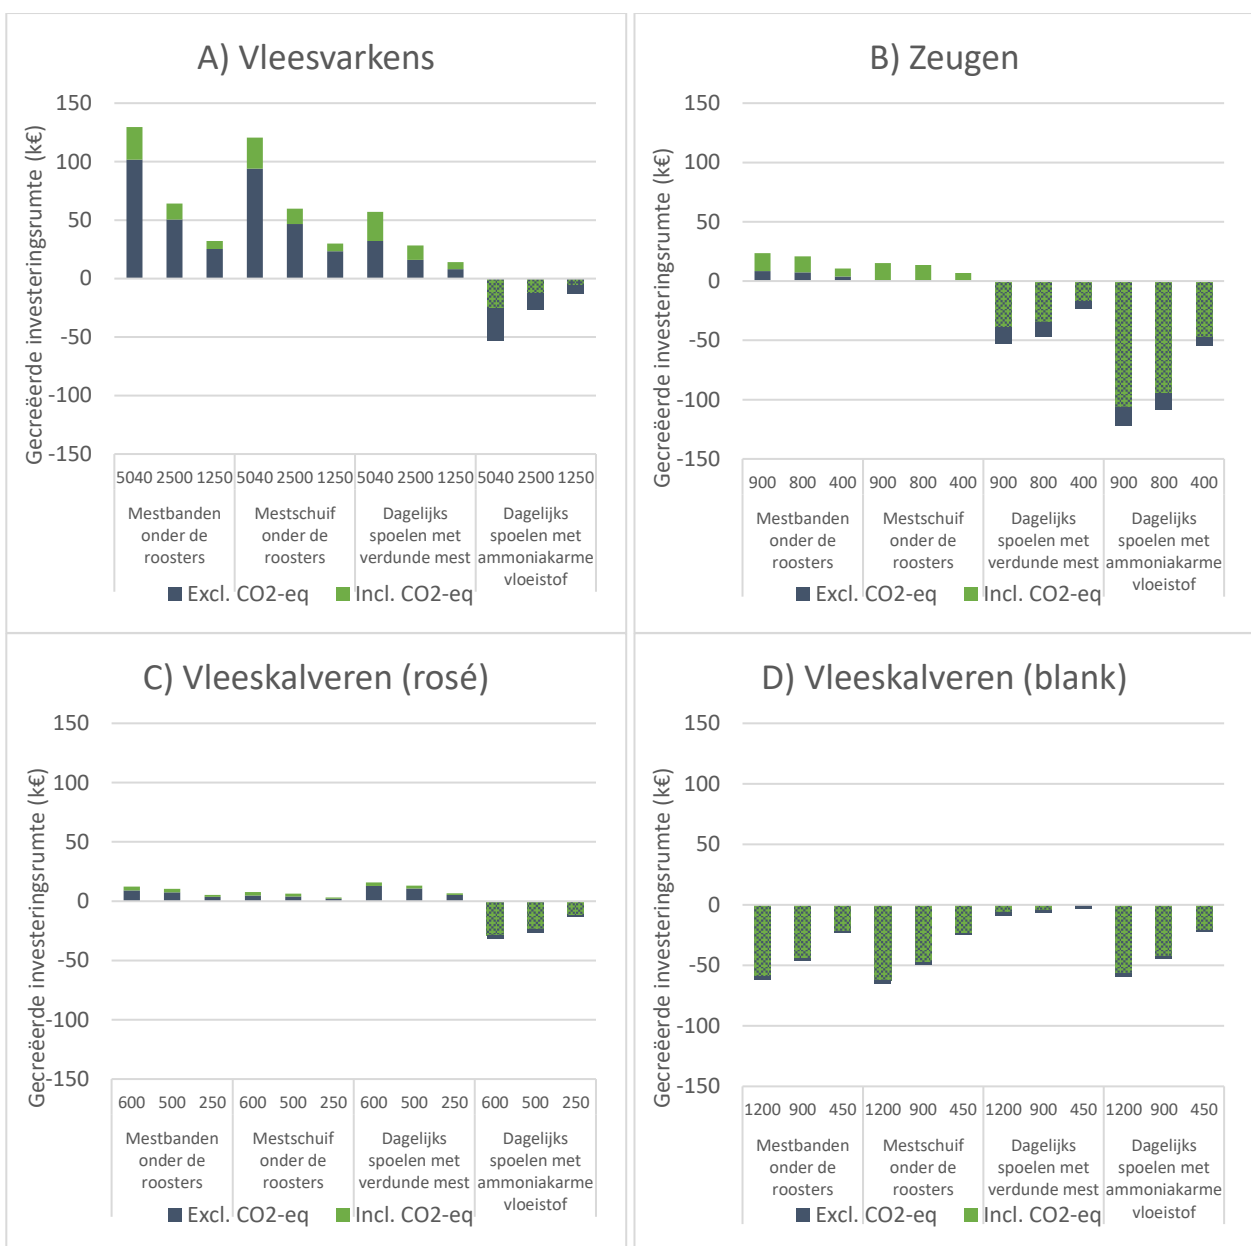 A) Vleesvarkens
Gecreëerde investeringsrumte (k€)
150
100
50
0
-50
-100
-150
5040 2500 1250 5040 2500 1250 5040 2500 1250 5040 2500 1250
Mestbanden onder de roosters
Mestschuif onder de roosters
Dagelijks spoelen met verdunde mest
Dagelijks spoelen met ammoniakarme vloeistof
Excl. CO2-eq Incl. CO2-eq
B) Zeugen
Gecreëerde investeringsrumte (k€)
150
100
50
0
-50
-100
-150
900 800 400 900 800 400 900 800 400 900 800 400
Mestbanden onder de roosters
Mestschuif onder de roosters
Dagelijks spoelen met verdunde mest
Dagelijks spoelen met ammoniakarme vloeistof
Excl. CO2-eq Incl. CO2-eq
C) Vleeskalveren (rosé)
Gecreëerde investeringsrumte (k€)
150
100
50
0
-50
-100
-150
600 500 250 600 500 250 600 500 250 600 500 250
Mestbanden onder de roosters
Mestschuif onder de roosters
Dagelijks spoelen met verdunde mest
Dagelijks spoelen met ammoniakarme vloeistof
Excl. CO2-eq Incl. CO2-eq
D) Vleeskalveren (blank)
Gecreëerde investeringsrumte (k€)
150
100
50
0
-50
-100
-150
1200 900 450 1200 900 450 1200 900 450 1200 900 450
Mestbanden onder de roosters
Mestschuif onder de roosters
Dagelijks spoelen met verdunde mest
Dagelijks spoelen met ammoniakarme vloeistof
Excl. CO2-eq Incl. CO2-eq